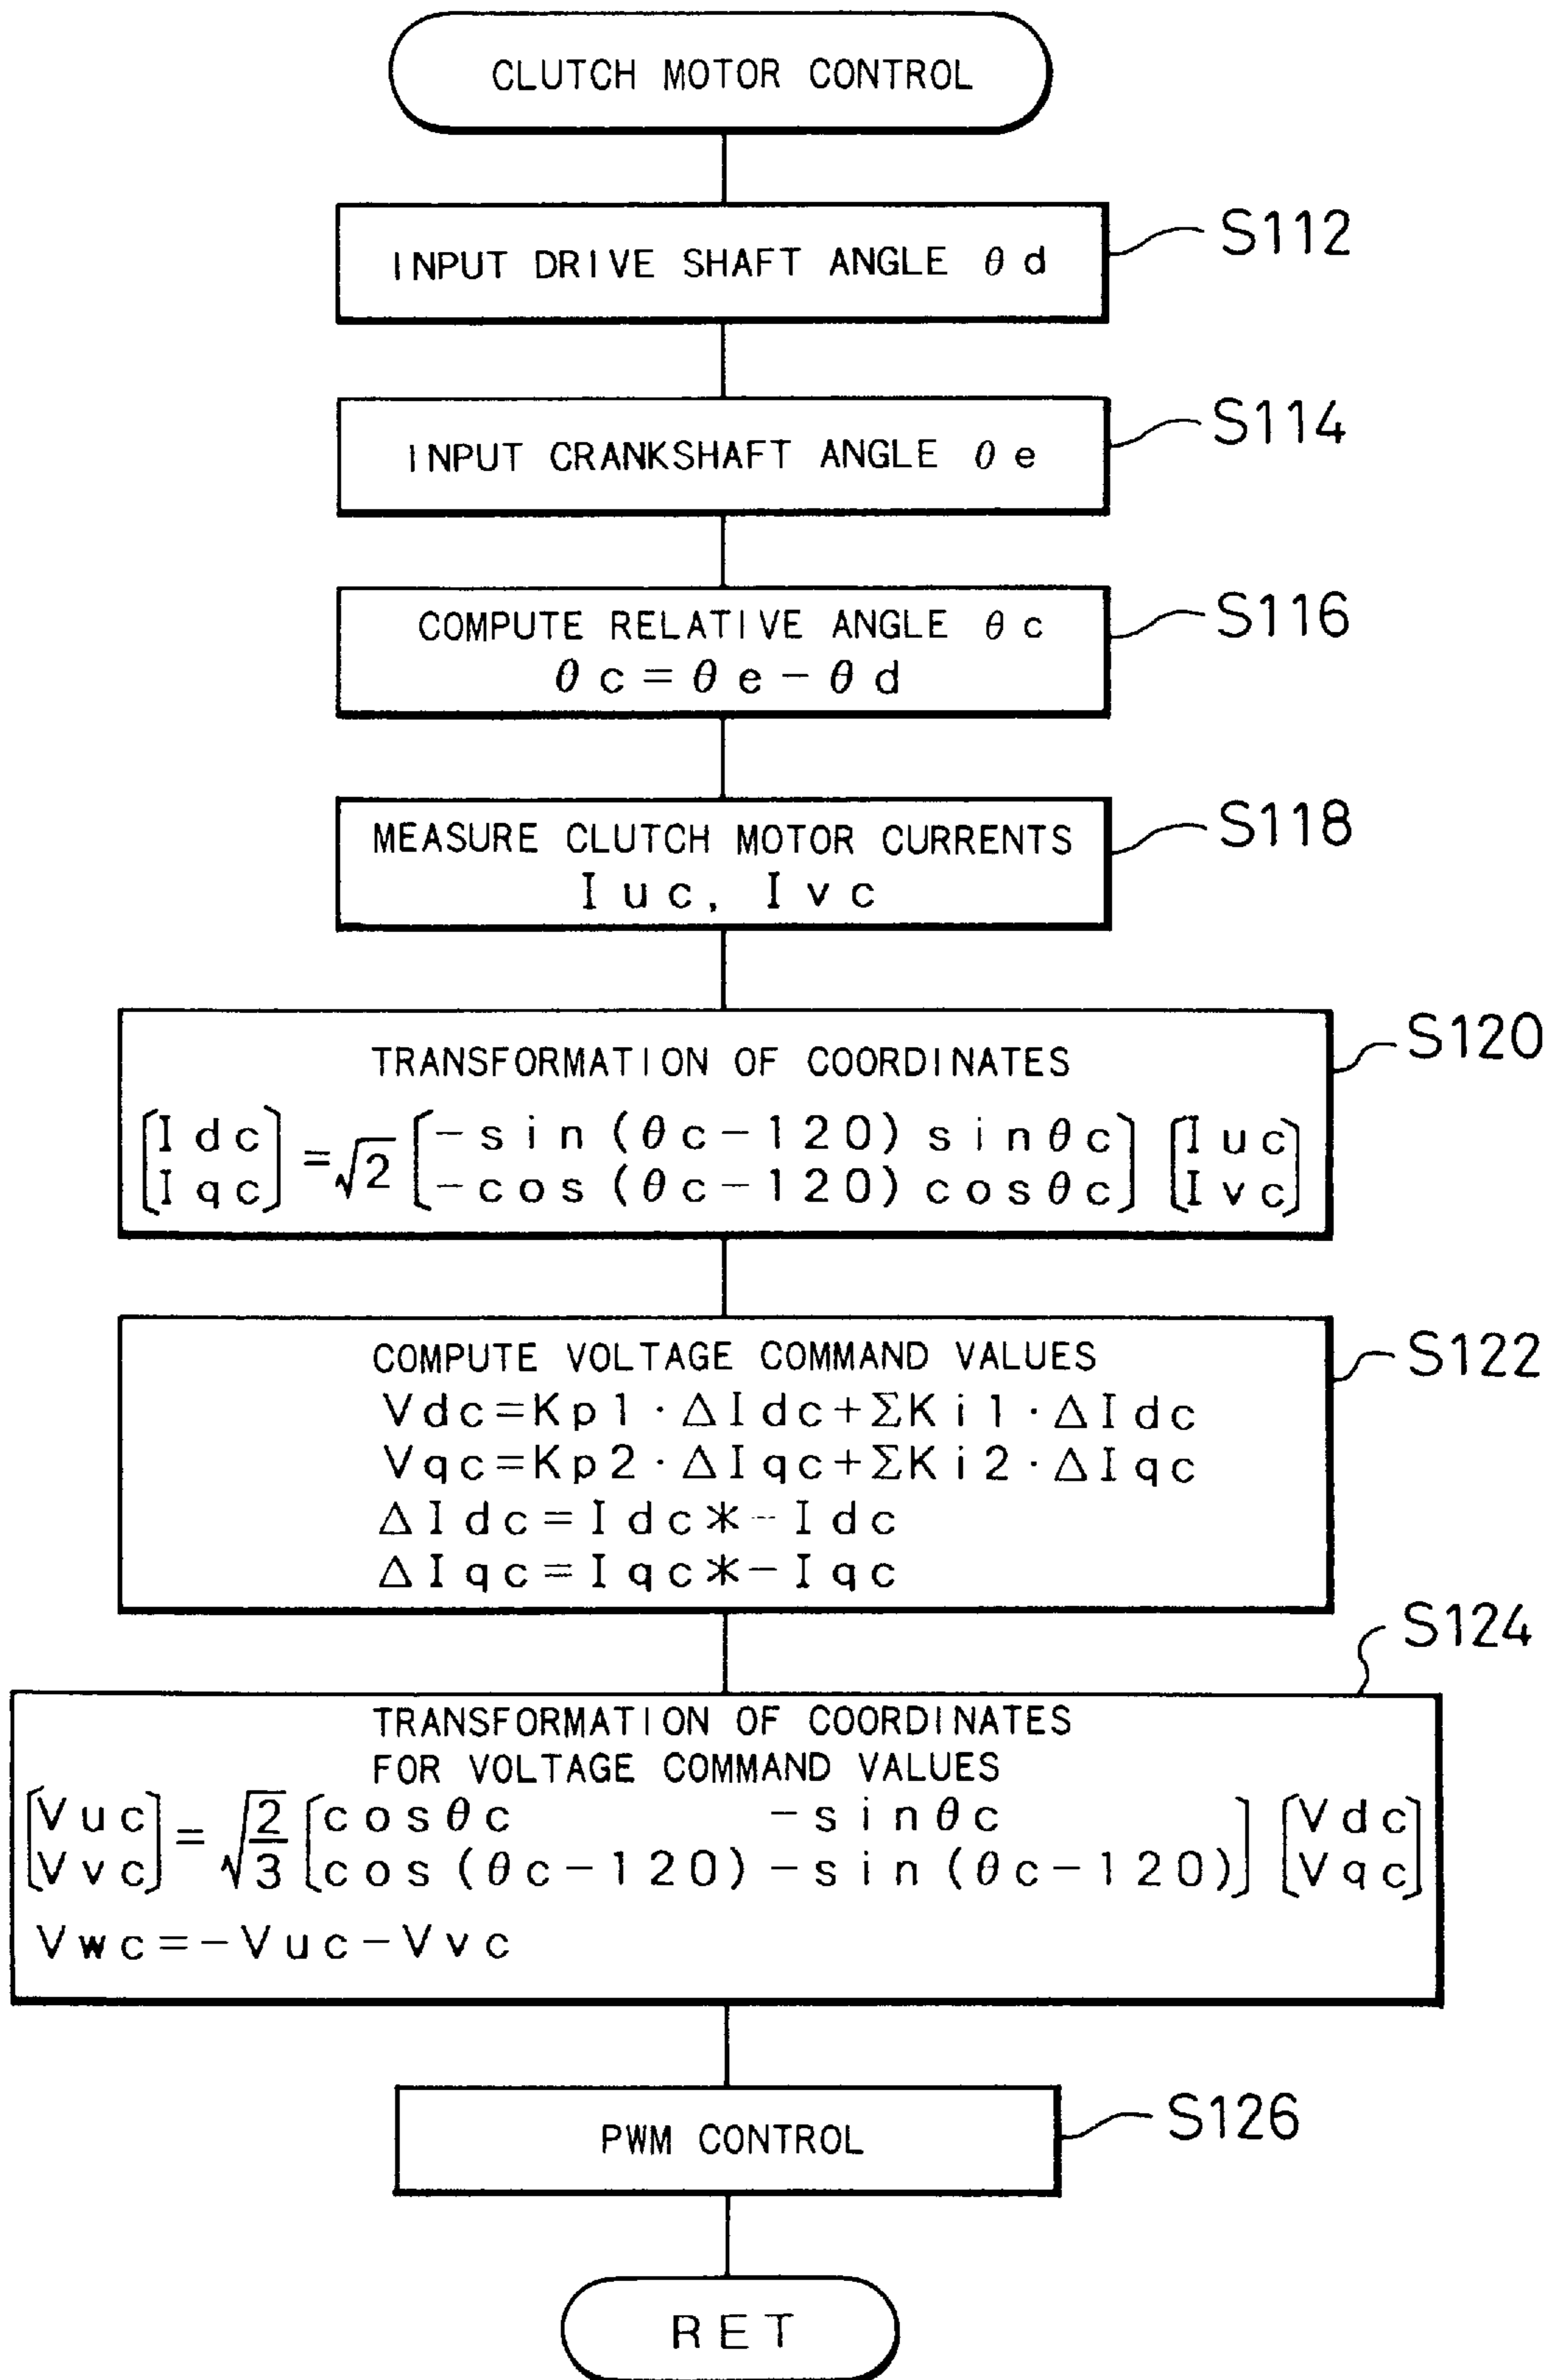 CLUTCH MOTOR CONTROL
INPUT DRIVE SHAFT ANGLE θd
S112
INPUT CRANKSHAFT ANGLE θe
S114
COMPUTE RELATIVE ANGLE θc
θc=θe-θd
S116
MEASURE CLUTCH MOTOR CURRENTS
Iuc, Ivc
S118
TRANSFORMATION OF COORDINATES
[Idc Iqc] = √2 [-sin(θc-120) sinθc -cos(θc-120) cosθc] [Iuc Ivc]
S120
COMPUTE VOLTAGE COMMAND VALUES
Vdc=Kp1·ΔIdc+ΣKi1·ΔIdc
Vqc=Kp2·ΔIqc+ΣKi2·ΔIqc
ΔIdc=Idc*-Idc
ΔIqc=Iqc*-Iqc
S122
S124
TRANSFORMATION OF COORDINATES
FOR VOLTAGE COMMAND VALUES
[Vuc Vvc] = √2/3 [cosθc -sinθc cos(θc-120) -sin(θc-120)] [Vdc Vqc]
Vwc=-Vuc-Vvc
PWM CONTROL
S126
RET